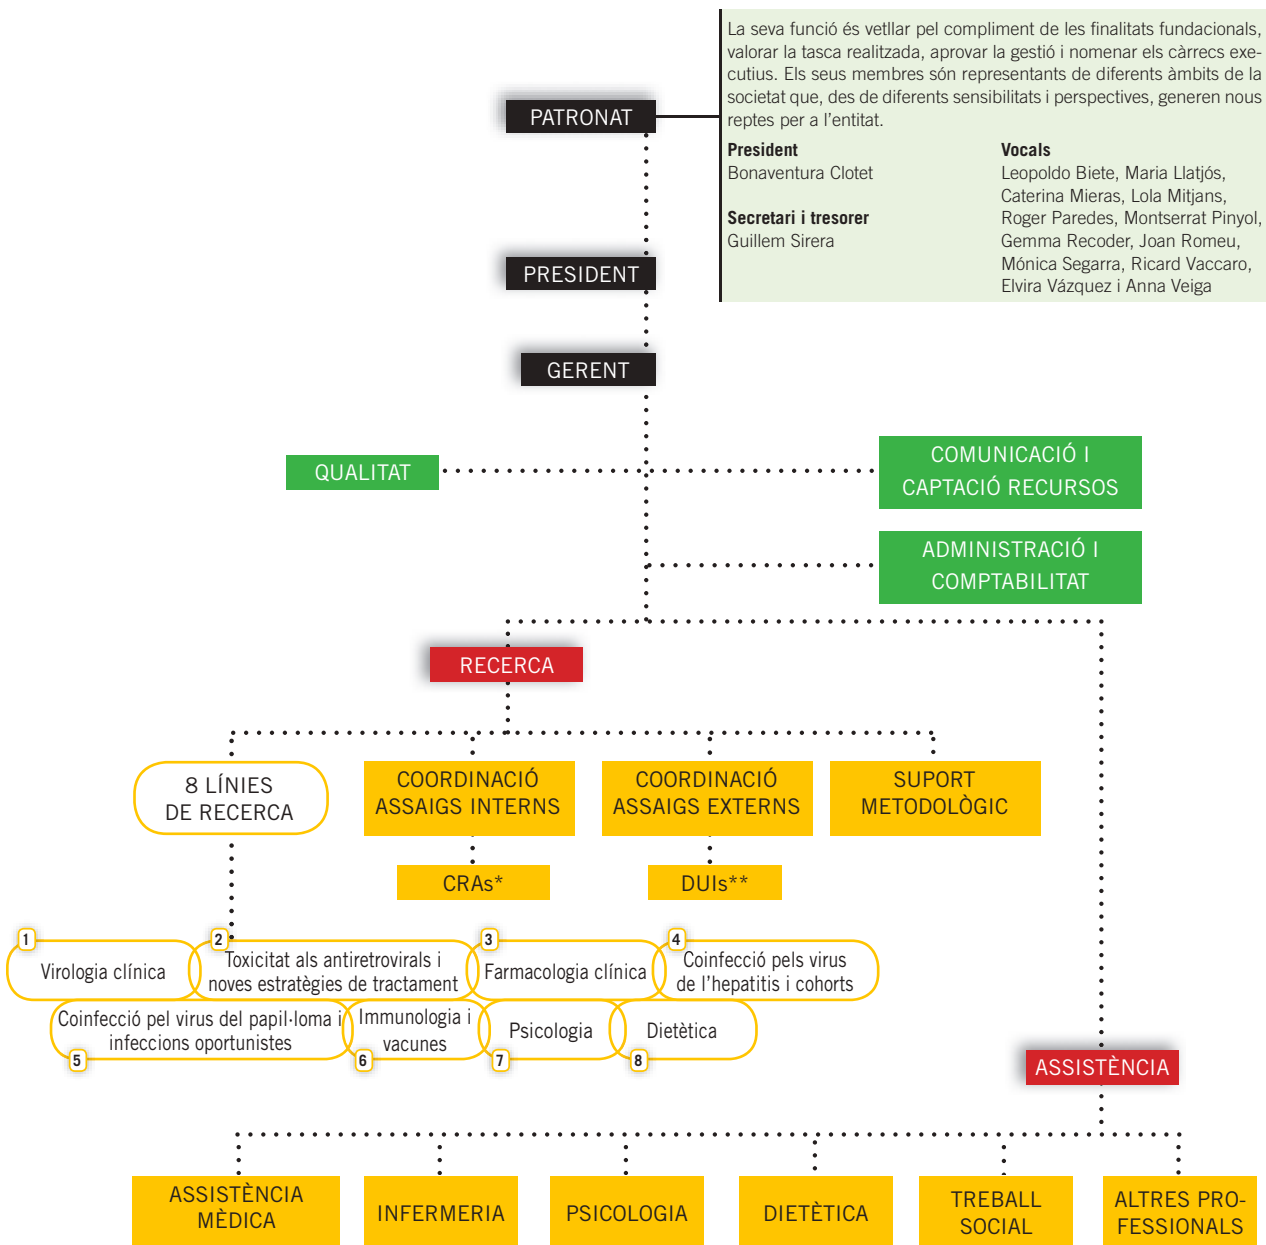 La seva funció és vetllar pel compliment de les finalitats fundacionals,
valorar la tasca realitzada, aprovar la gestió i nomenar els càrrecs exe-
cutius. Els seus membres són representants de diferents àmbits de la
societat que, des de diferents sensibilitats i perspectives, generen nous
reptes per a l’entitat.
PATRONAT
President
Bonaventura Clotet
Secretari i tresorer
Guillem Sirera
Vocals
Leopoldo Biete, Maria Llatjós,
Caterina Mieras, Lola Mitjans,
Roger Paredes, Montserrat Pinyol,
Gemma Recoder, Joan Romeu,
Mónica Segarra, Ricard Vaccaro,
Elvira Vázquez i Anna Veiga
PRESIDENT
GERENT
QUALITAT
COMUNICACIÓ I
CAPTACIÓ RECURSOS
ADMINISTRACIÓ I
COMPTABILITAT
RECERCA
8 LÍNIES
DE RECERCA
COORDINACIÓ
ASSAIGS INTERNS
COORDINACIÓ
ASSAIGS EXTERNS
SUPORT
METODOLÒGIC
CRAs*
DUIs**
1
Virologia clínica
2
Toxicitat als antiretrovirals i
noves estratègies de tractament
3
Farmacologia clínica
4
Coinfecció pels virus
de l’hepatitis i cohorts
Coinfecció pel virus del papil·loma i
infeccions oportunistes
5
Immunologia i
vacunes
6
Psicologia
7
Dietètica
8
ASSISTÈNCIA
ASSISTÈNCIA
MÈDICA
INFERMERIA
PSICOLOGIA
DIETÈTICA
TREBALL
SOCIAL
ALTRES PRO-
FESSIONALS